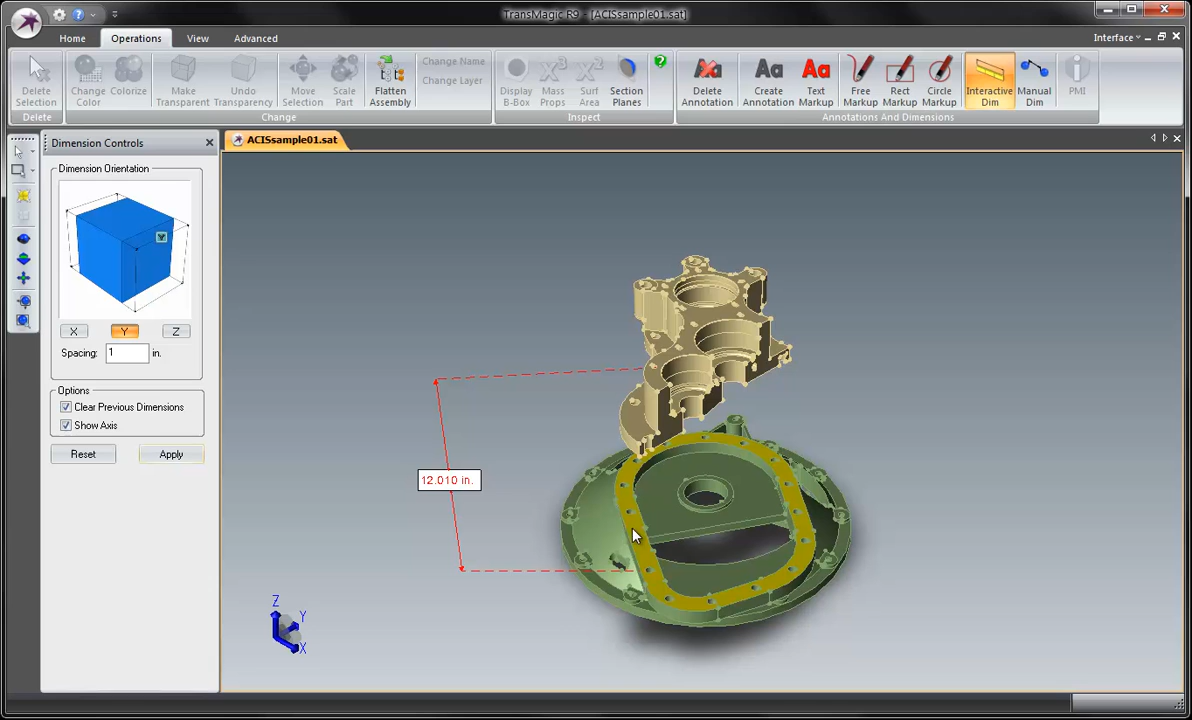 TransMagic R9 - [ACISsample01.sat]
Home
Operations
View
Advanced
Interface
Delete
Selection
Change
Color
Colorize
Make
Transparent
Undo
Transparency
Move
Selection
Scale
Part
Flatten
Assembly
Change Name
Change Layer
Display
B-Box
Mass
Props
Surf
Area
Section
Planes
Delete
Annotation
Create
Annotation
Text
Markup
Free
Markup
Rect
Markup
Circle
Markup
Interactive
Dim
Manual
Dim
PMI
Delete
Change
Inspect
Annotations And Dimensions
Dimension Controls
ACISsample01.sat
Dimension Orientation
Y
X
Y
Z
Spacing: 1 in.
Options
Clear Previous Dimensions
Show Axis
Reset
Apply
12.010 in.
Z
Y
X